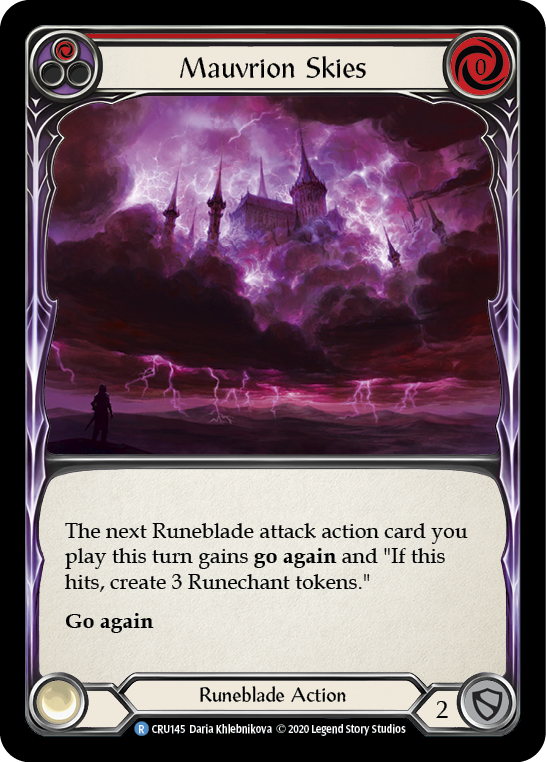 Mauvrion Skies
0
The next Runeblade attack action card you
play this turn gains go again and "If this
hits, create 3 Runechant tokens."
Go again
Runeblade Action
2
R CRU145 Daria Khlebnikova © 2020 Legend Story Studios